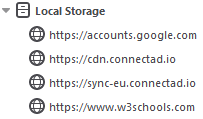 Local Storage
https://accounts.google.com
https://cdn.connectad.io
https://sync-eu.connectad.io
https://www.w3schools.com